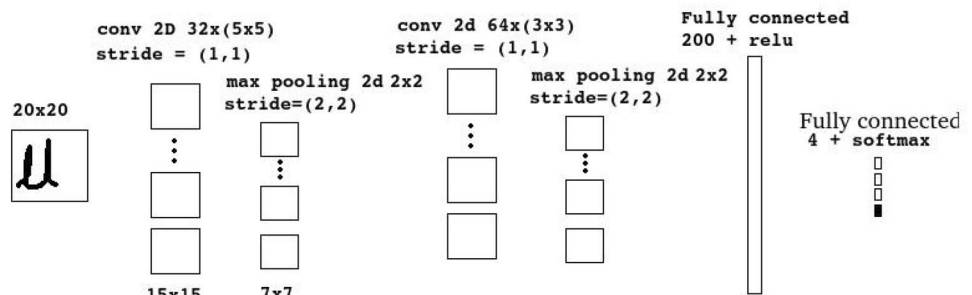 conv 2D 32x(5x5)
stride = (1,1)
conv 2d 64x(3x3)
stride = (1,1)
Fully connected
200 + relu
max pooling 2d 2x2
stride=(2,2)
max pooling 2d 2x2
stride=(2,2)
20x20
u
Fully connected
4 + softmax
15x15
7x7